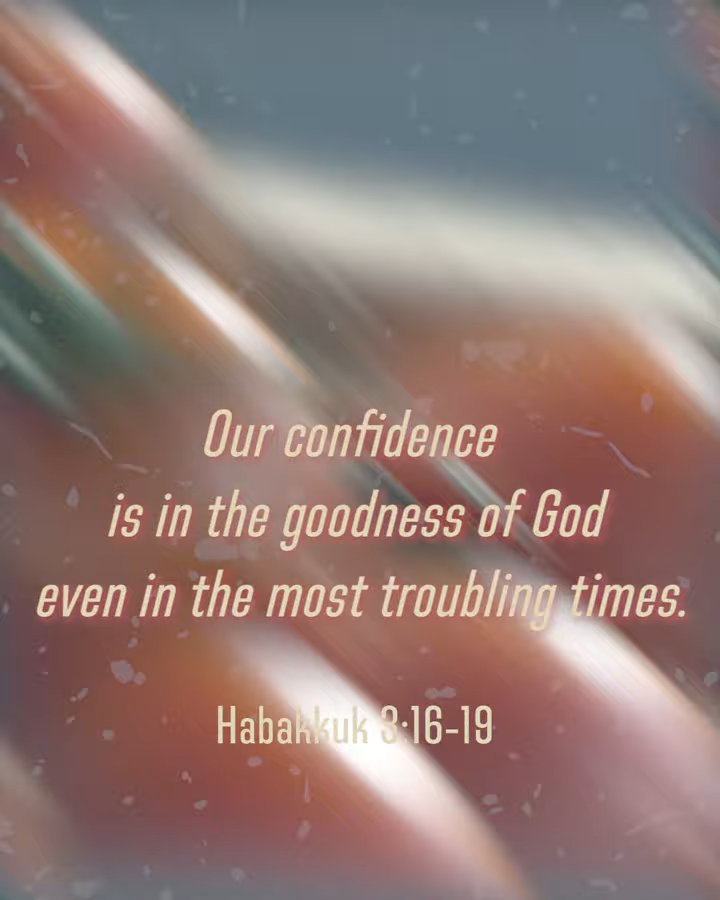 Our confidence
is in the goodness of God
even in the most troubling times.
Habakkuk 3:16-19